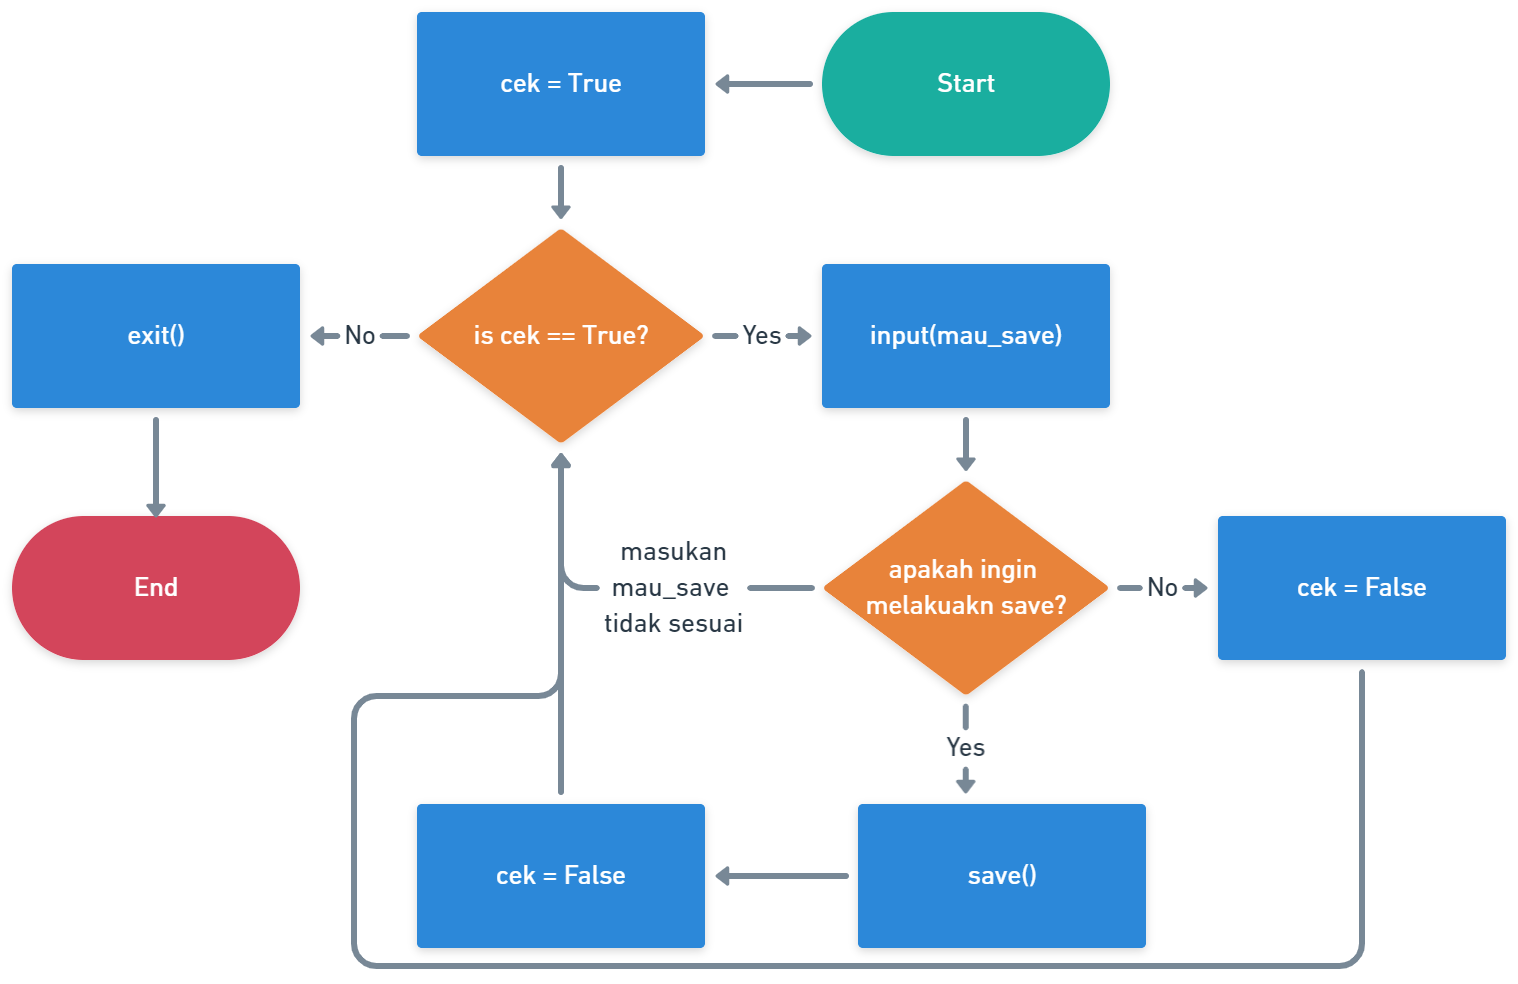 Start
cek = True
is cek == True?
No
exit()
End
Yes
input(mau_save)
apakah ingin
melakuakn save?
masukan
mau_save
tidak sesuai
No
cek = False
Yes
save()
cek = False